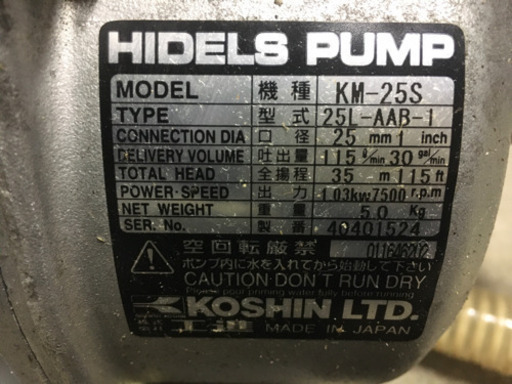 HIDELS PUMP
MODEL 機種 KM-25S
TYPE 型式 25L-AAB-1
CONNECTION DIA 口径 25 mm 1 inch
DELIVERY VOLUME 吐出量 115 ℓ/min 30 gal/min
TOTAL HEAD 全揚程 35 m 115 ft
POWER·SPEED 出力 1.03kw7500 r.p.m
NET WEIGHT 重量 5.0 Kg
SER. No. 製番 40401524
空回転厳禁
ポンプ内に水を入れてから始動して下さい
CAUTION·DON'T RUN DRY
KOSHIN LTD.
MADE IN JAPAN